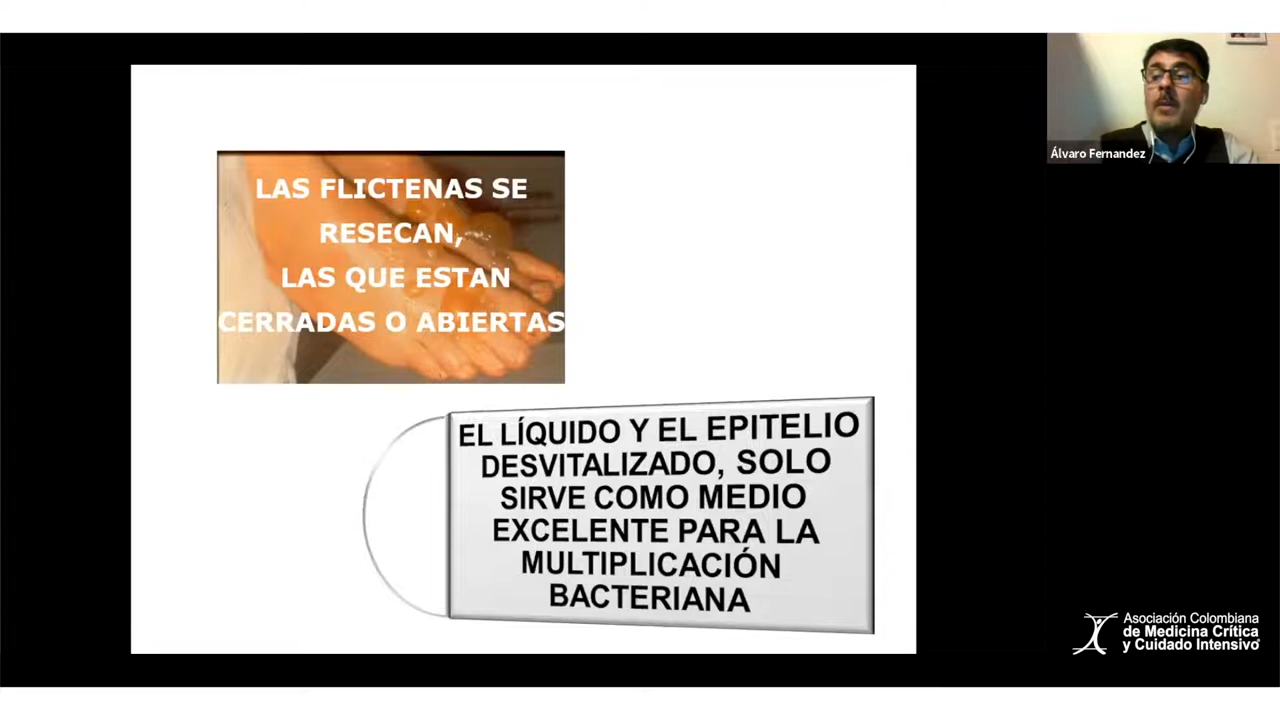 Álvaro Fernandez
LAS FLICTENAS SE
RESECAN,
LAS QUE ESTAN
CERRADAS O ABIERTAS
EL LÍQUIDO Y EL EPITELIO
DESVITALIZADO, SOLO
SIRVE COMO MEDIO
EXCELENTE PARA LA
MULTIPLICACIÓN
BACTERIANA
Asociación Colombiana
de Medicina Crítica
y Cuidado Intensivo